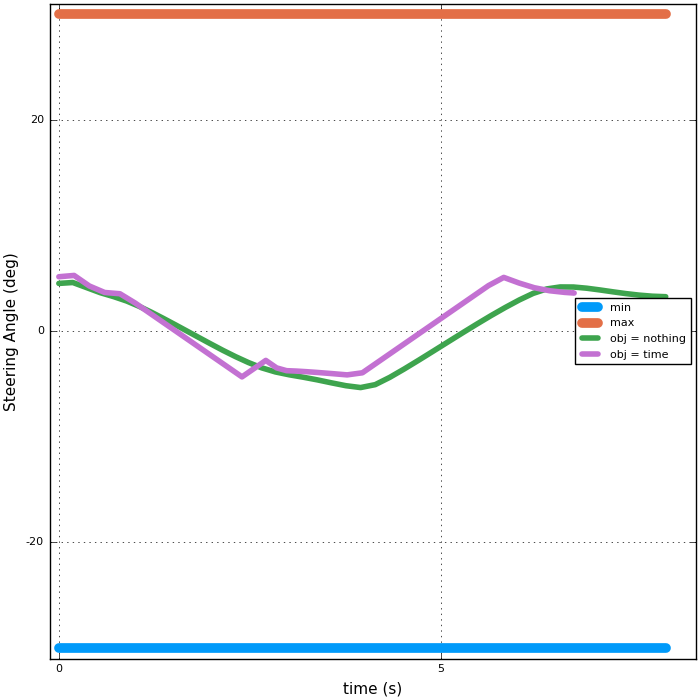 Steering Angle (deg)
20
0
-20
min
max
obj = nothing
obj = time
0
5
time (s)